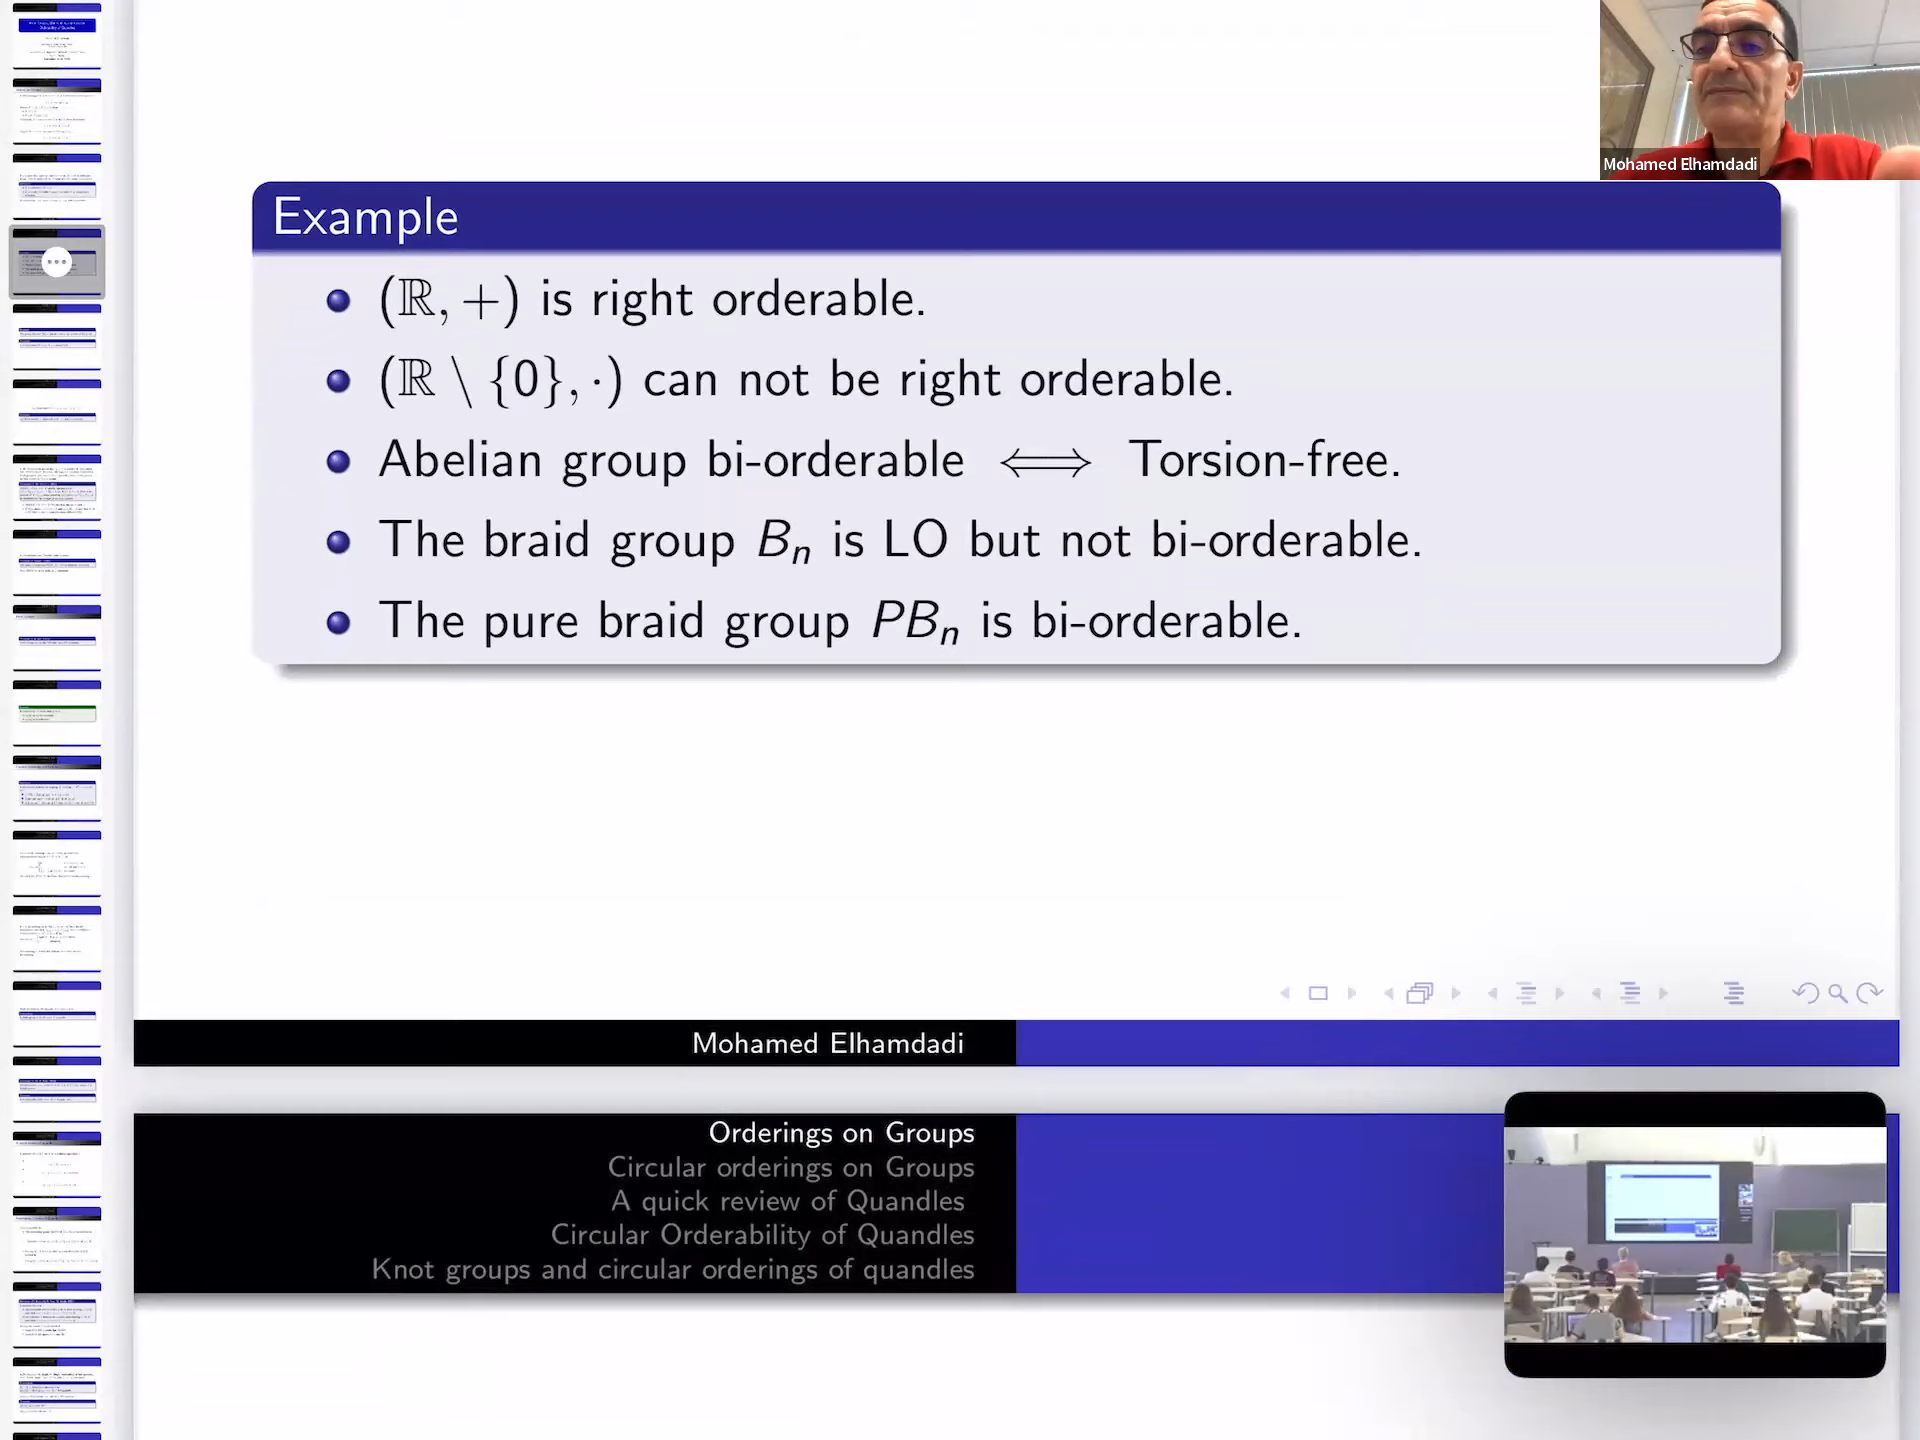 Mohamed Elhamdadi
Example
(ℝ, +) is right orderable.
(ℝ \ {0}, ·) can not be right orderable.
Abelian group bi-orderable ⟺ Torsion-free.
The braid group Bₙ is LO but not bi-orderable.
The pure braid group PBₙ is bi-orderable.
Mohamed Elhamdadi
Orderings on Groups
Circular orderings on Groups
A quick review of Quandles
Circular Orderability of Quandles
Knot groups and circular orderings of quandles